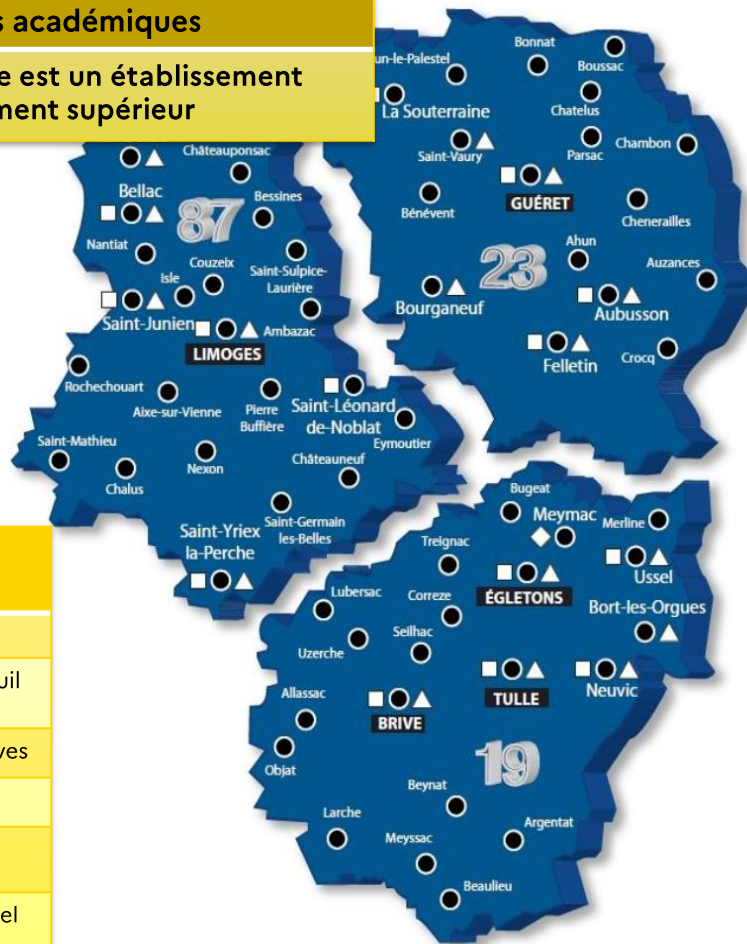 s académiques
e est un établissement
ment supérieur
un-le-Palestel
Bonnat
Boussac
La Souterraine
Chatelus
Saint-Vaury
Parsac
Chambon
GUÉRET
Bénévent
Chenerailles
23
Ahun
Auzances
Bourganeuf
Aubusson
Felletin
Crocq
Châteauponsac
Bellac
87
Bessines
Nantiat
Couzeix
Isle
Saint-Sulpice-
Laurière
Saint-Junien
Ambazac
LIMOGES
Rochechouart
Aixe-sur-Vienne
Pierre
Buffière
Saint-Léonard
de-Noblat
Eymoutier
Saint-Mathieu
Chalus
Nexon
Châteauneuf
Saint-Germain
les-Belles
Saint-Yriex
la-Perche
Bugeat
Meymac
Merline
Treignac
Ussel
ÉGLETONS
Lubersac
Correze
Bort-les-Orgues
Uzerche
Seilhac
Allassac
BRIVE
TULLE
Neuvic
Objat
19
Beynat
Larche
Meyssac
Argentat
Beaulieu
uil
ves
el